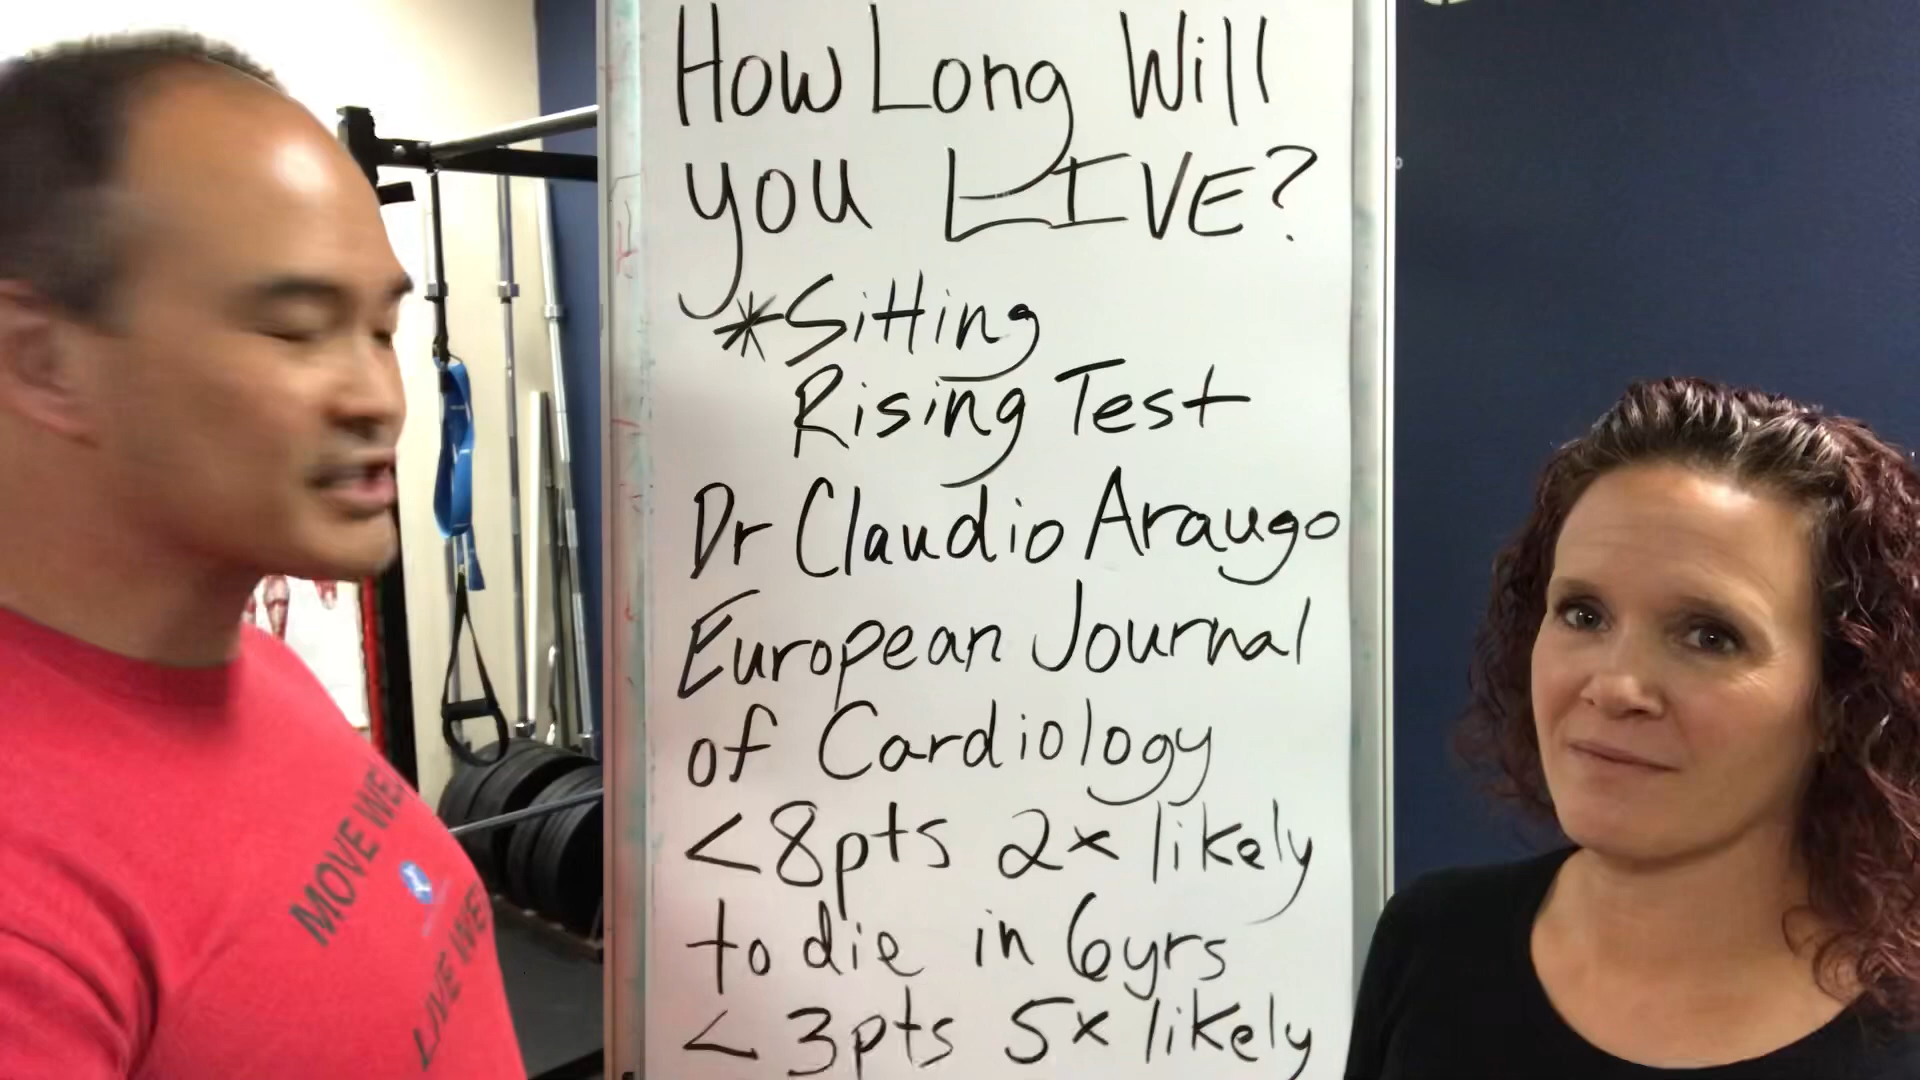 How Long Will
you LIVE?
*Sitting
Rising Test
Dr Claudio Araugo
European Journal
of Cardiology
<8pts 2x likely
to die in 6yrs
< 3pts 5x likely
MOVE WE
LIVE WE